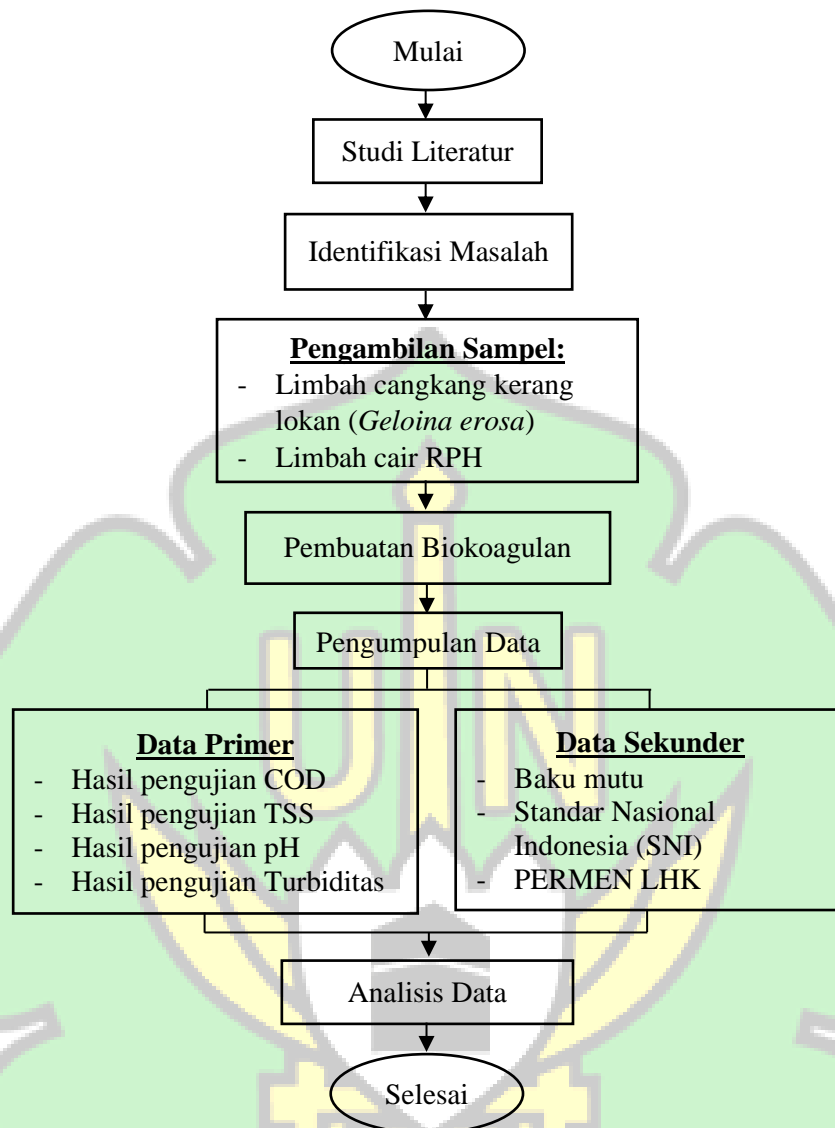 Mulai
Studi Literatur
Identifikasi Masalah
Pengambilan Sampel:
- Limbah cangkang kerang
lokan (Geloina erosa)
- Limbah cair RPH
Pembuatan Biokoagulan
Pengumpulan Data
Data Primer
- Hasil pengujian COD
- Hasil pengujian TSS
- Hasil pengujian pH
- Hasil pengujian Turbiditas
Data Sekunder
- Baku mutu
- Standar Nasional
Indonesia (SNI)
- PERMEN LHK
Analisis Data
Selesai
UIN